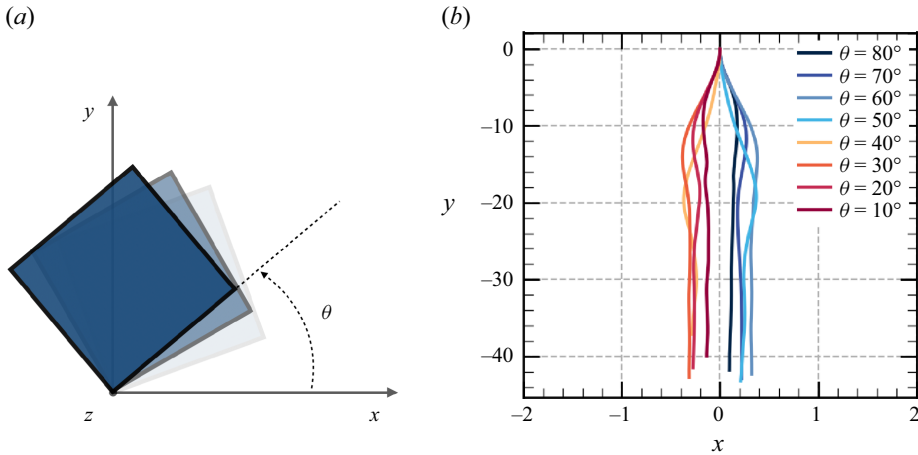 (a)
y
θ
z
x
(b)
0
−10
−20
−30
−40
y
−2
−1
0
1
2
x
θ = 80°
θ = 70°
θ = 60°
θ = 50°
θ = 40°
θ = 30°
θ = 20°
θ = 10°